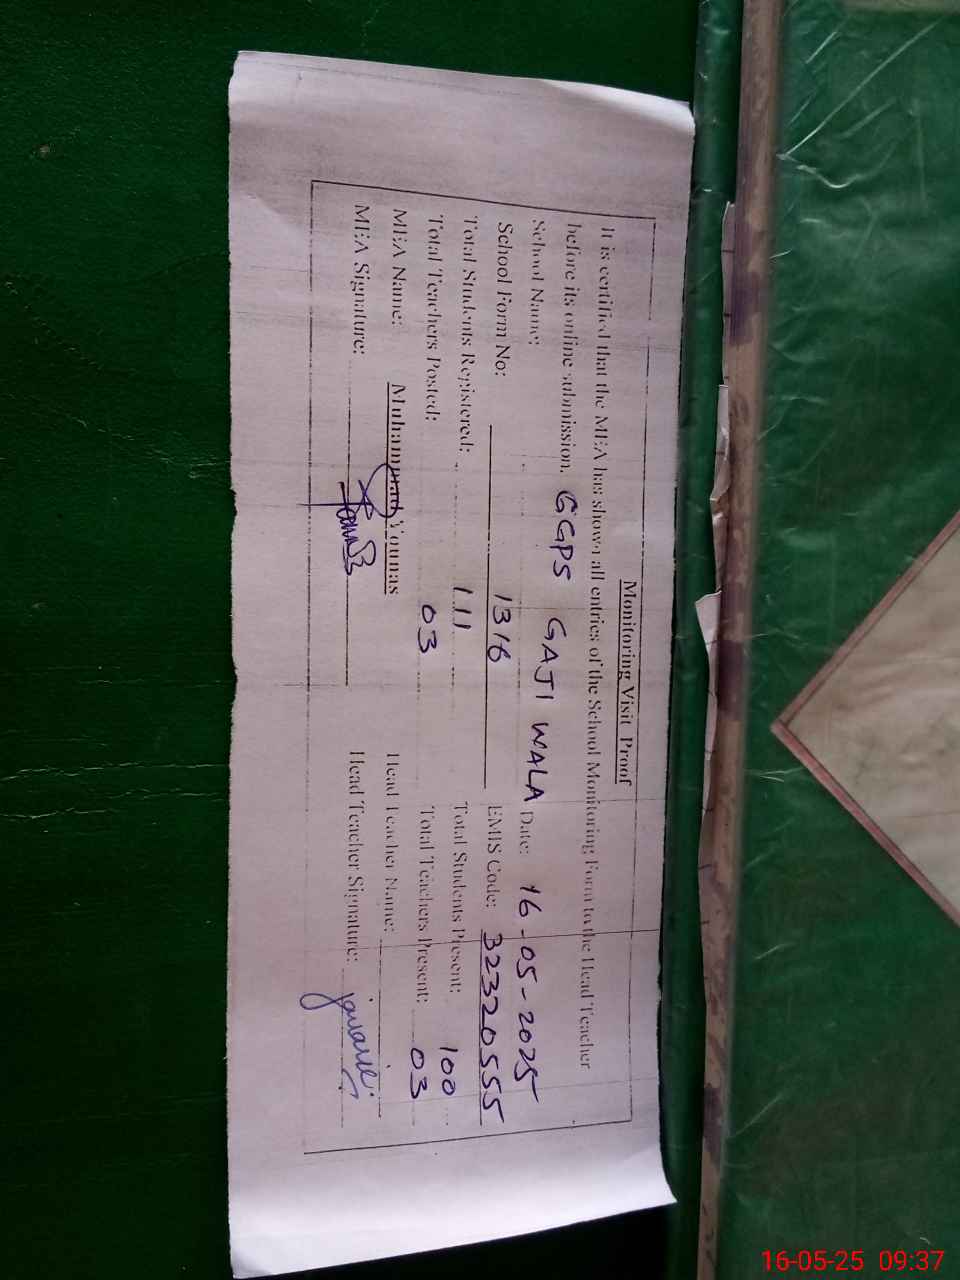 Monitoring Visit Proof
It is certified that the MEA has shown all entries of the School Monitoring Form to the Head Teacher
before its online submission.
School Name: GGPS GAJI WALA Date: 16-05-2025
School Form No: 1316 EMIS Code: 32320555
Total Students Registered: 111 Total Students Present: 100
Total Teachers Posted: 03 Total Teachers Present: 03
MEA Name: Muhammad Younas Head Teacher Name:
MEA Signature: Head Teacher Signature:
16-05-25 09:37